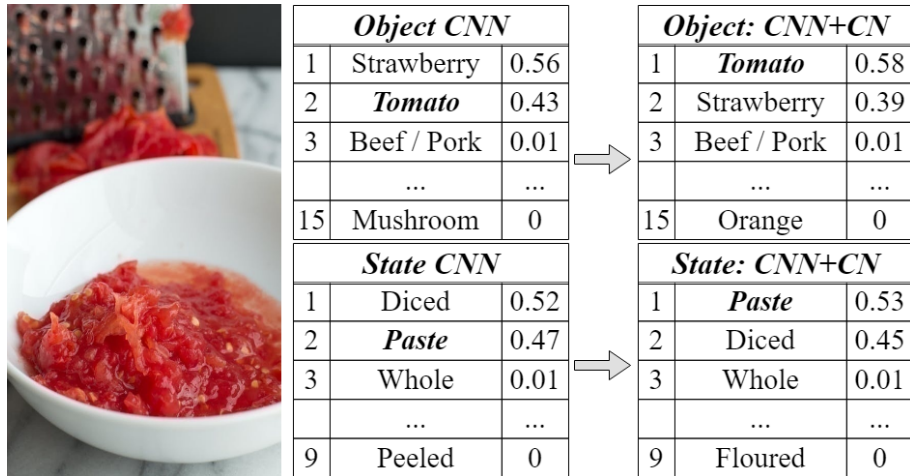 Object CNN
1 Strawberry 0.56
2 Tomato 0.43
3 Beef / Pork 0.01
... ...
15 Mushroom 0
Object: CNN+CN
1 Tomato 0.58
2 Strawberry 0.39
3 Beef / Pork 0.01
... ...
15 Orange 0
State CNN
1 Diced 0.52
2 Paste 0.47
3 Whole 0.01
... ...
9 Peeled 0
State: CNN+CN
1 Paste 0.53
2 Diced 0.45
3 Whole 0.01
... ...
9 Floured 0